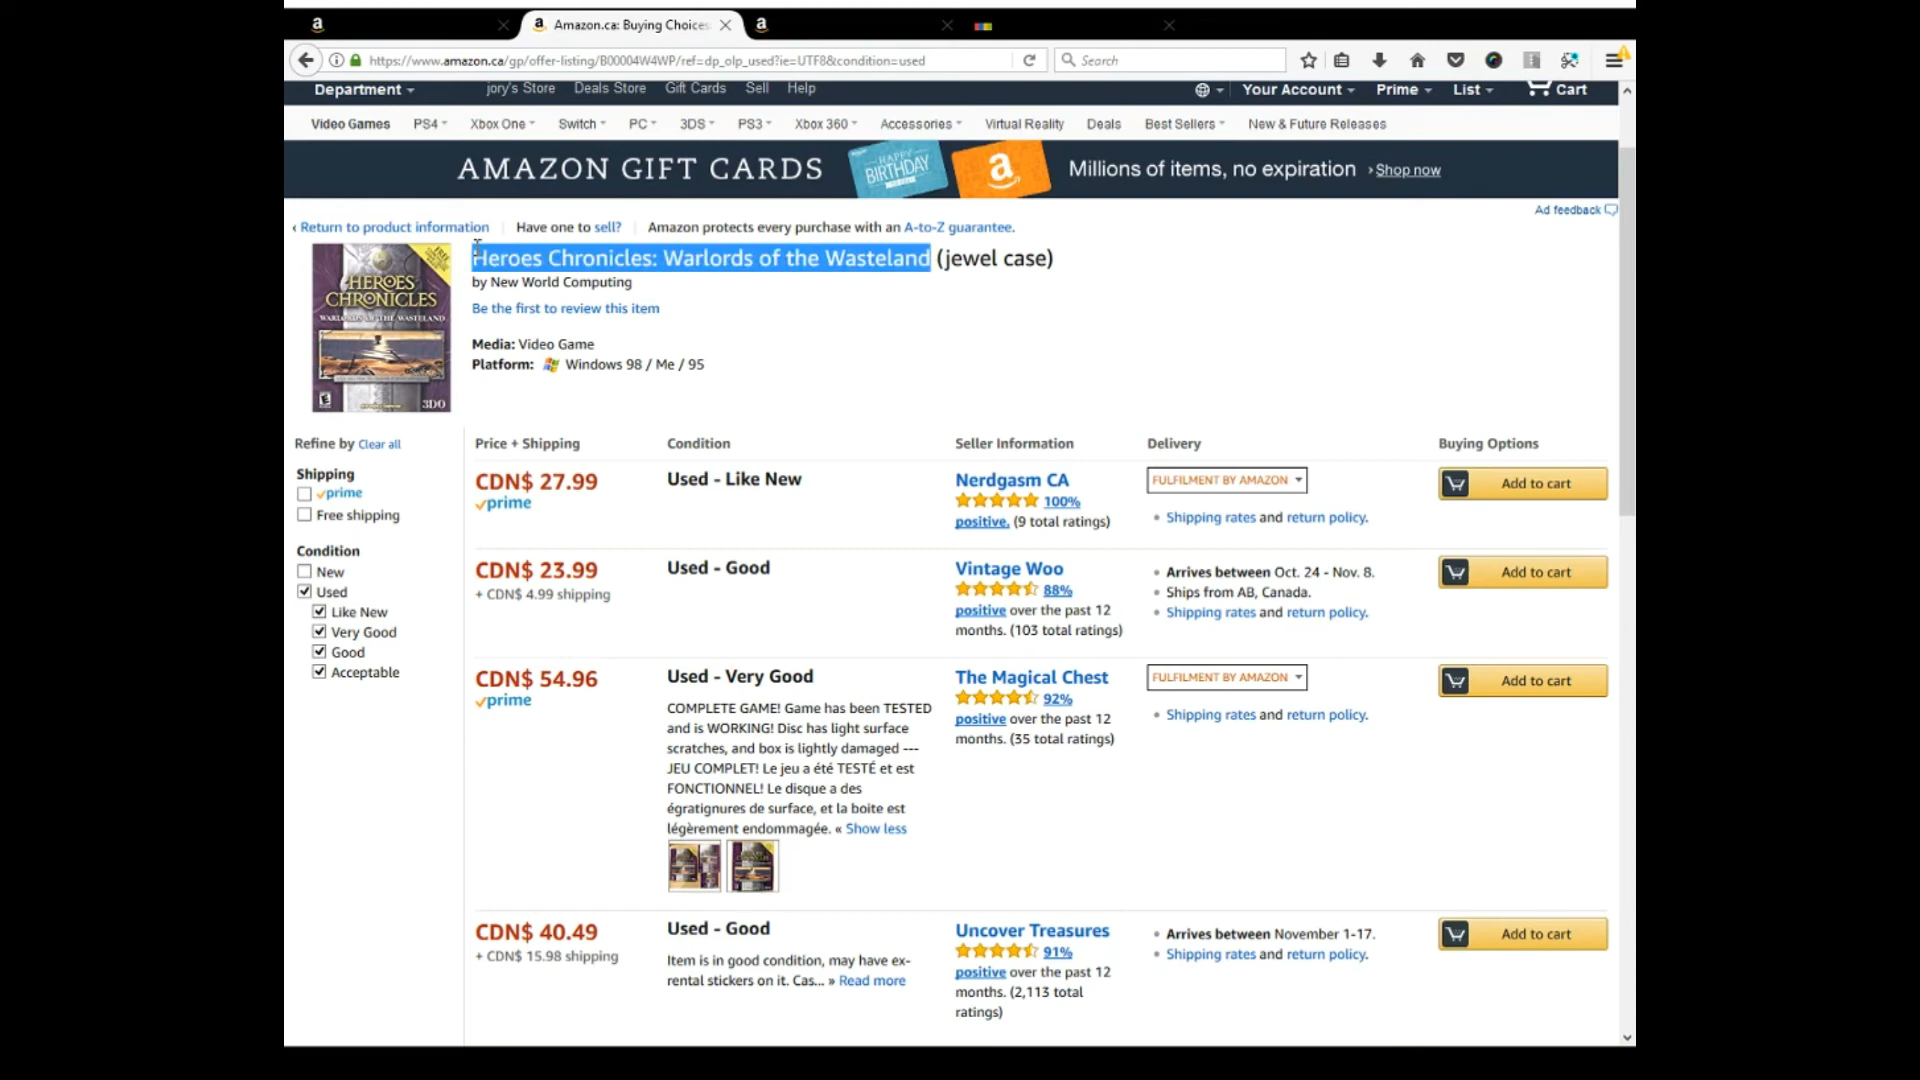 Amazon.ca: Buying Choices
https://www.amazon.ca/gp/offer-listing/B00004W4WP/ref=dp_olp_used?ie=UTF8&condition=used
Search
Department
jory's Store Deals Store Gift Cards Sell Help
Your Account Prime List Cart
Video Games PS4 Xbox One Switch PC 3DS PS3 Xbox 360 Accessories Virtual Reality Deals Best Sellers New & Future Releases
AMAZON GIFT CARDS
HAPPY
BIRTHDAY
Millions of items, no expiration › Shop now
Ad feedback
‹ Return to product information | Have one to sell? | Amazon protects every purchase with an A-to-Z guarantee.
Heroes Chronicles: Warlords of the Wasteland (jewel case)
by New World Computing
Be the first to review this item
Media: Video Game
Platform: Windows 98 / Me / 95
FREE
HEROES
CHRONICLES
WARLORDS OF THE WASTELAND
E
3DO
Refine by Clear all
Shipping
prime
Free shipping
Condition
New
Used
Like New
Very Good
Good
Acceptable
Price + Shipping Condition Seller Information Delivery Buying Options
CDN$ 27.99
prime
Used - Like New
Nerdgasm CA
100%
positive. (9 total ratings)
FULFILMENT BY AMAZON
• Shipping rates and return policy.
Add to cart
CDN$ 23.99
+ CDN$ 4.99 shipping
Used - Good
Vintage Woo
88%
positive over the past 12
months. (103 total ratings)
• Arrives between Oct. 24 - Nov. 8.
• Ships from AB, Canada.
• Shipping rates and return policy.
Add to cart
CDN$ 54.96
prime
Used - Very Good
COMPLETE GAME! Game has been TESTED
and is WORKING! Disc has light surface
scratches, and box is lightly damaged ---
JEU COMPLET! Le jeu a été TESTÉ et est
FONCTIONNEL! Le disque a des
égratignures de surface, et la boite est
légèrement endommagée. « Show less
The Magical Chest
92%
positive over the past 12
months. (35 total ratings)
FULFILMENT BY AMAZON
• Shipping rates and return policy.
Add to cart
CDN$ 40.49
+ CDN$ 15.98 shipping
Used - Good
Item is in good condition, may have ex-
rental stickers on it. Cas... » Read more
Uncover Treasures
91%
positive over the past 12
months. (2,113 total
ratings)
• Arrives between November 1-17.
• Shipping rates and return policy.
Add to cart